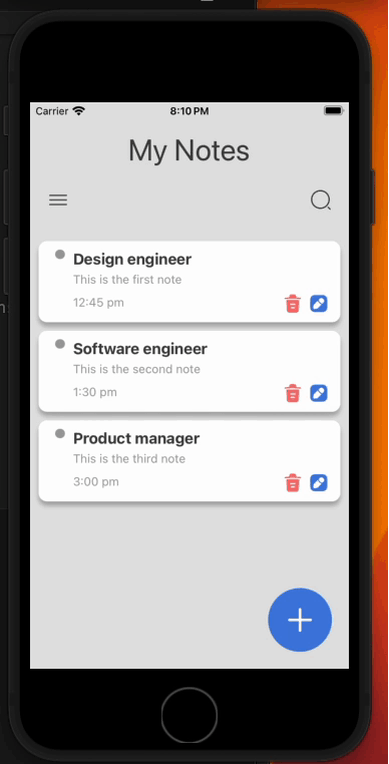 Carrier 8:10 PM
My Notes
Design engineer
This is the first note
12:45 pm
Software engineer
This is the second note
1:30 pm
Product manager
This is the third note
3:00 pm